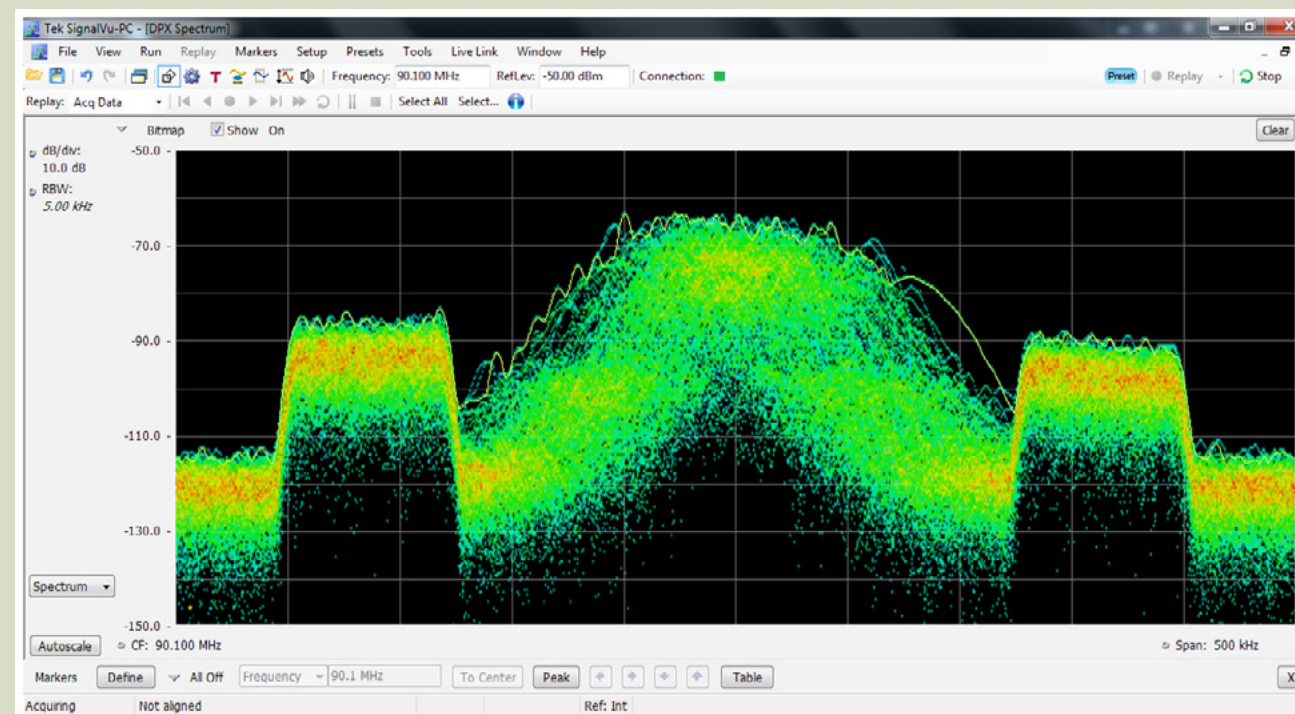 Tek SignalVu-PC - [DPX Spectrum]
File View Run Replay Markers Setup Presets Tools Live Link Window Help
T Frequency: 90.100 MHz RefLev: -50.00 dBm Connection: Preset Replay Stop
Replay: Acq Data Select All Select...
Bitmap Show On Clear
dB/div:
10.0 dB
RBW:
5.00 kHz
-50.0
-70.0
-90.0
-110.0
-130.0
-150.0
Spectrum
Autoscale CF: 90.100 MHz Span: 500 kHz
Markers Define All Off Frequency 90.1 MHz To Center Peak Table X
Acquiring Not aligned Ref: Int